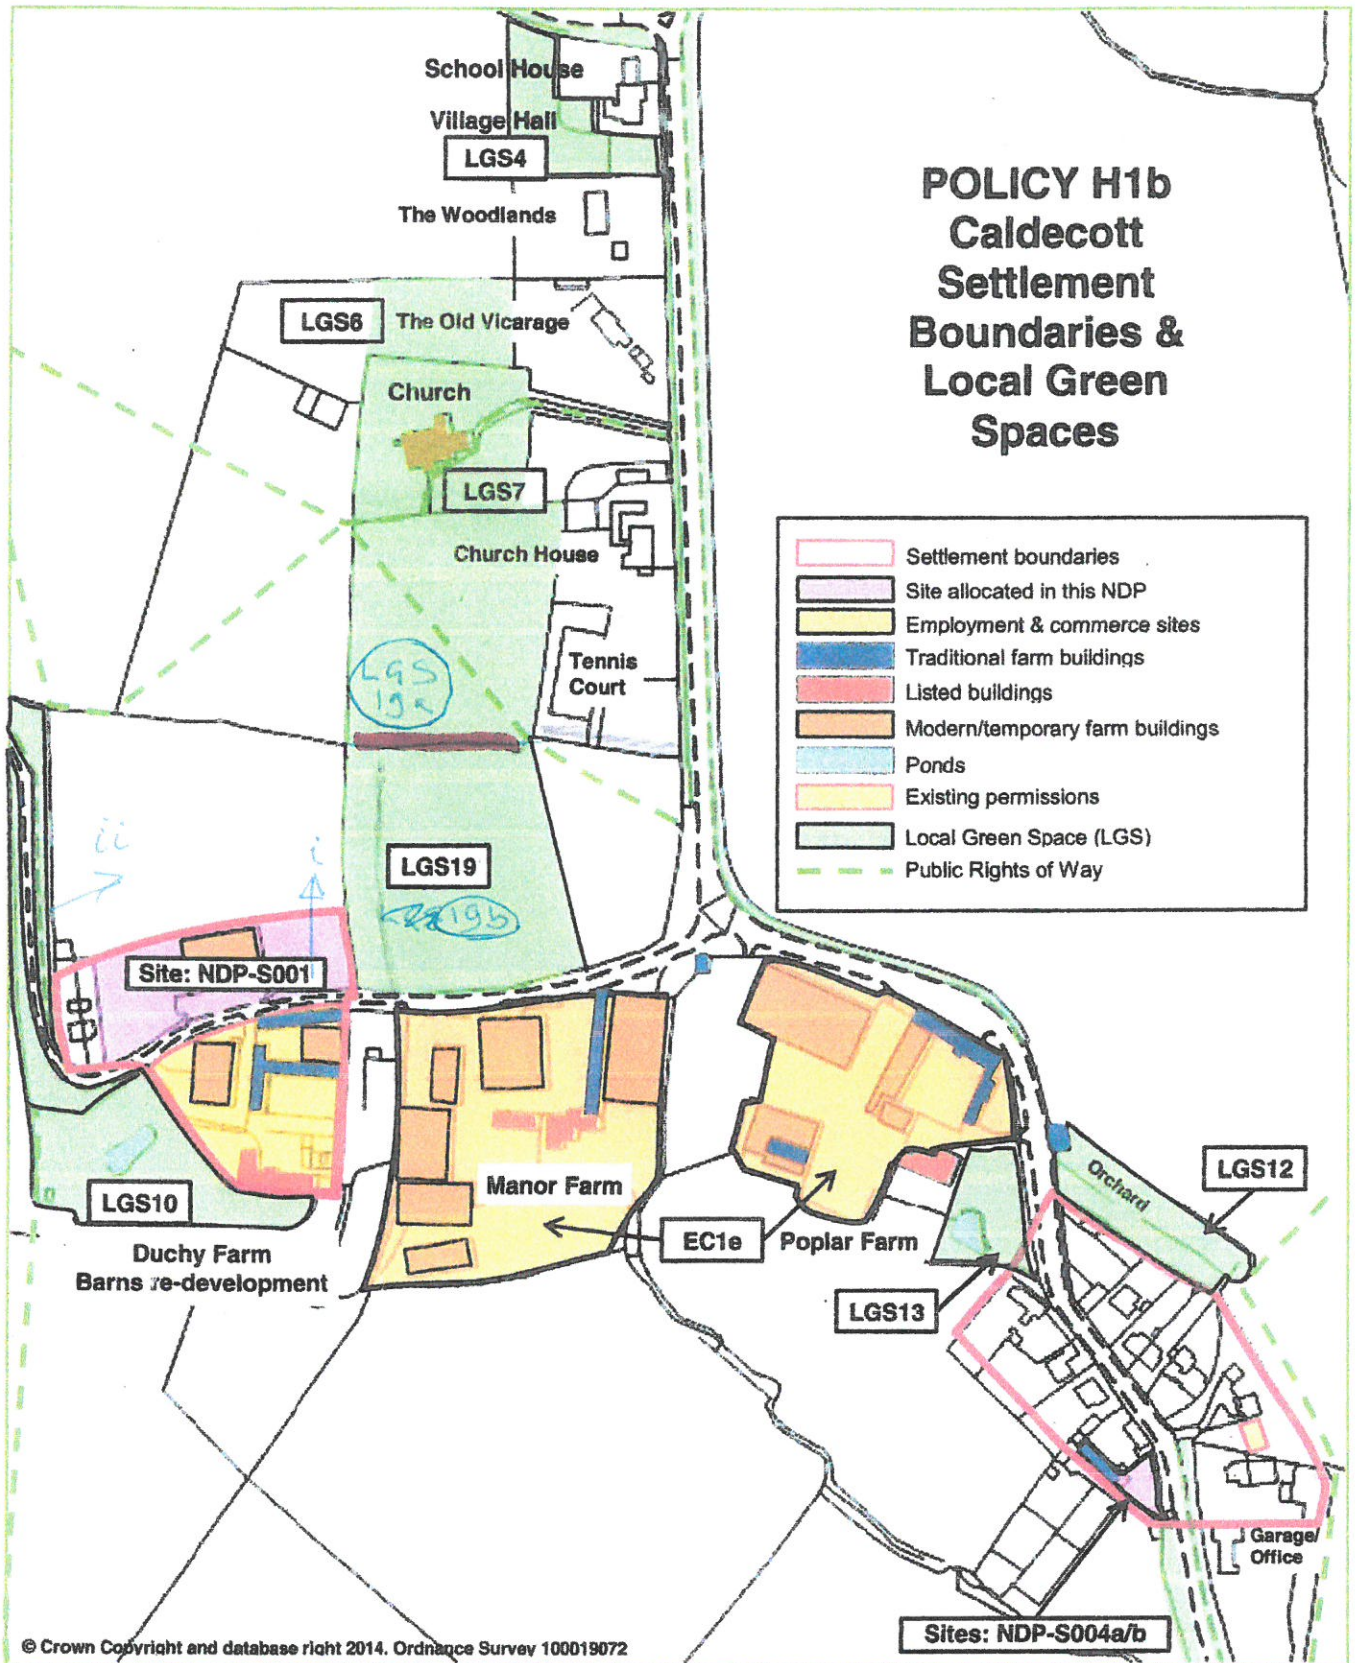 School House
Village Hall
LGS4
The Woodlands
POLICY H1b
Caldecott
Settlement
Boundaries &
Local Green
Spaces
LGS6
The Old Vicarage
Church
LGS7
Church House
Settlement boundaries
Site allocated in this NDP
Employment & commerce sites
Traditional farm buildings
Listed buildings
Modern/temporary farm buildings
Ponds
Existing permissions
Local Green Space (LGS)
Public Rights of Way
LGS
19a
Tennis
Court
ii
i
LGS19
19b
Site: NDP-S001
LGS10
Duchy Farm
Barns re-development
Manor Farm
EC1e
Poplar Farm
Orchard
LGS12
LGS13
Garage/
Office
Sites: NDP-S004a/b
© Crown Copyright and database right 2014. Ordnance Survey 100019072